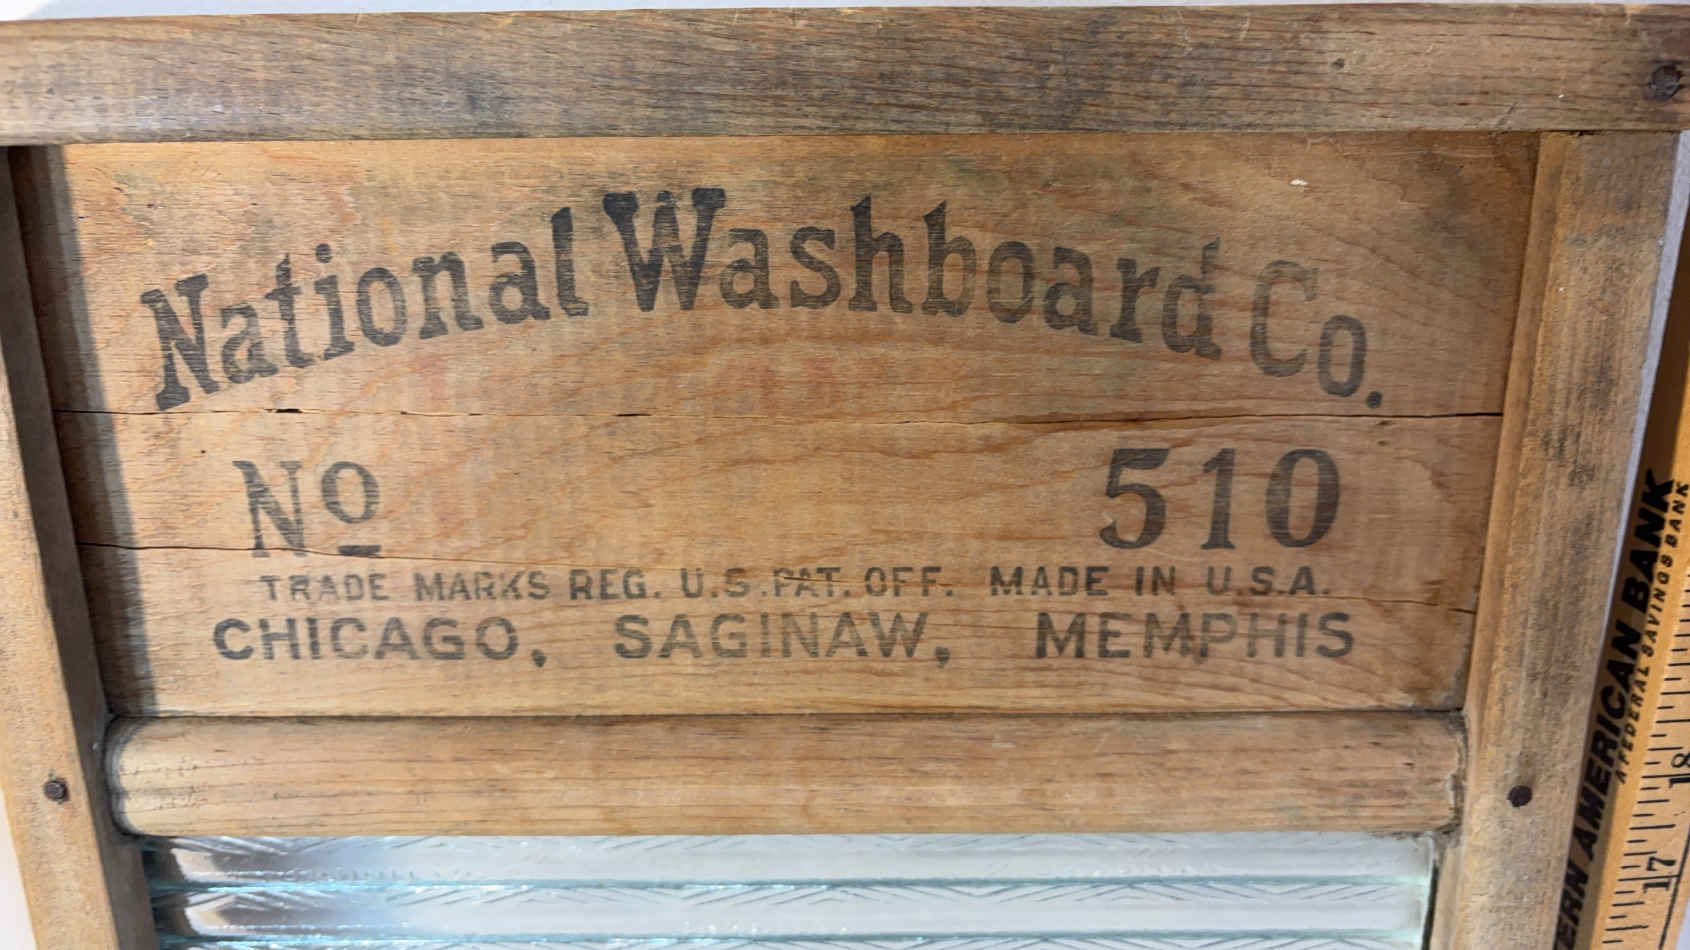 National Washboard Co.
No 510
TRADE MARKS REG. U.S. PAT. OFF. MADE IN U.S.A.
CHICAGO, SAGINAW, MEMPHIS
ERN AMERICAN BANK
A FEDERAL SAVINGS BANK
18
17